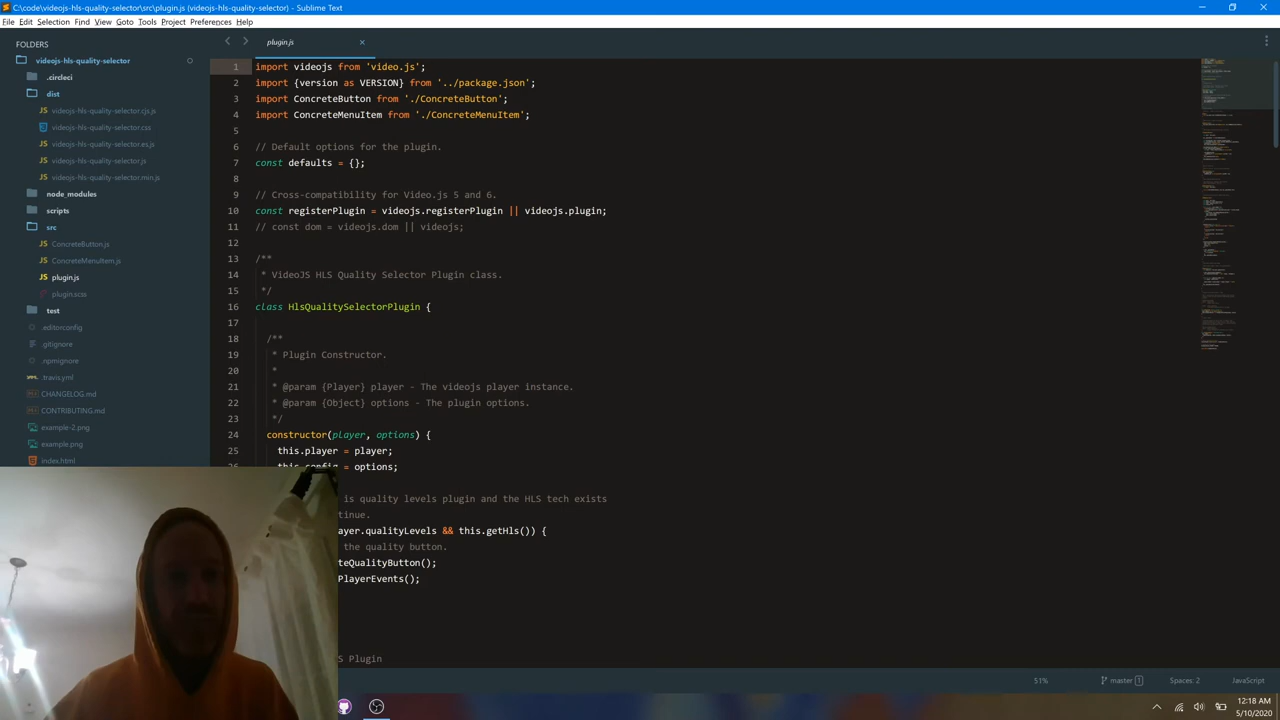 C:\code\videojs-hls-quality-selector\src\plugin.js (videojs-hls-quality-selector) - Sublime Text
File Edit Selection Find View Goto Tools Project Preferences Help
FOLDERS
videojs-hls-quality-selector
.circleci
dist
videojs-hls-quality-selector.cjs.js
videojs-hls-quality-selector.css
videojs-hls-quality-selector.es.js
videojs-hls-quality-selector.js
videojs-hls-quality-selector.min.js
node_modules
scripts
src
ConcreteButton.js
ConcreteMenuItem.js
plugin.js
plugin.scss
test
.editorconfig
.gitignore
.npmignore
.travis.yml
CHANGELOG.md
CONTRIBUTING.md
example-2.png
example.png
index.html
plugin.js
1 import videojs from 'video.js';
2 import {version as VERSION} from '../package.json';
3 import ConcreteButton from './ConcreteButton';
4 import ConcreteMenuItem from './ConcreteMenuItem';
5
6 // Default options for the plugin.
7 const defaults = {};
8
9 // Cross-compatibility for Video.js 5 and 6.
10 const registerPlugin = videojs.registerPlugin || videojs.plugin;
11 // const dom = videojs.dom || videojs;
12
13 /**
14 * VideoJS HLS Quality Selector Plugin class.
15 */
16 class HlsQualitySelectorPlugin {
17
18 /**
19 * Plugin Constructor.
20 *
21 * @param {Player} player - The videojs player instance.
22 * @param {Object} options - The plugin options.
23 */
24 constructor(player, options) {
25 this.player = player;
26 this.config = options;
is quality levels plugin and the HLS tech exists
tinue.
ayer.qualityLevels && this.getHls()) {
the quality button.
teQualityButton();
PlayerEvents();
S Plugin
51% master 1 Spaces: 2 JavaScript
12:18 AM
5/10/2020